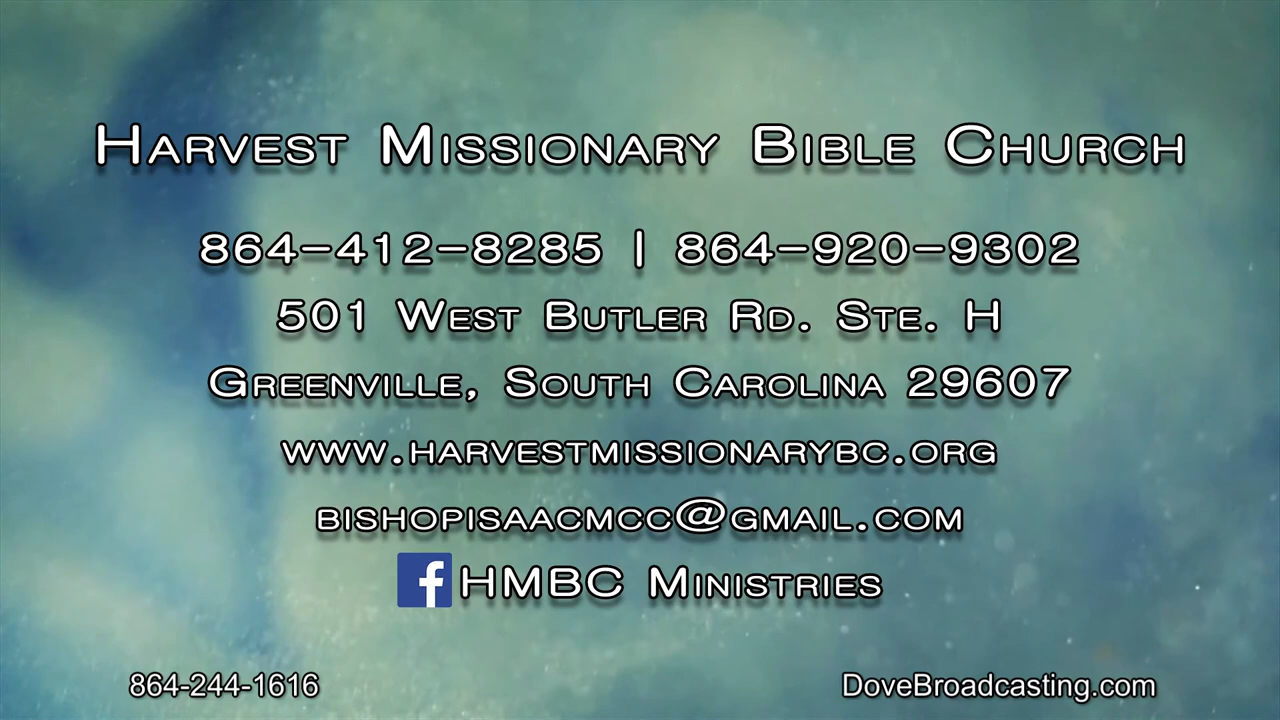 Harvest Missionary Bible Church
864-412-8285 | 864-920-9302
501 West Butler Rd. Ste. H
Greenville, South Carolina 29607
www.harvestmissionarybc.org
bishopisaacmcc@gmail.com
f HMBC Ministries
864-244-1616 DoveBroadcasting.com